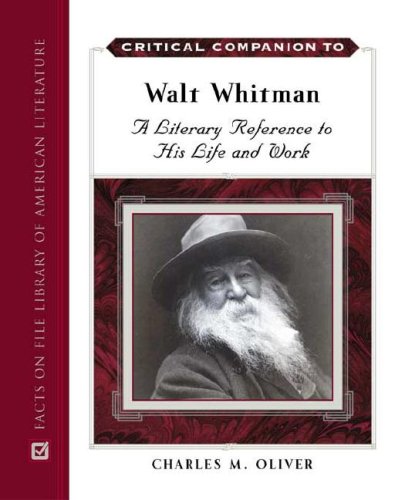 CRITICAL COMPANION TO
Walt Whitman
A Literary Reference to
His Life and Work
FACTS ON FILE LIBRARY OF AMERICAN LITERATURE
CHARLES M. OLIVER